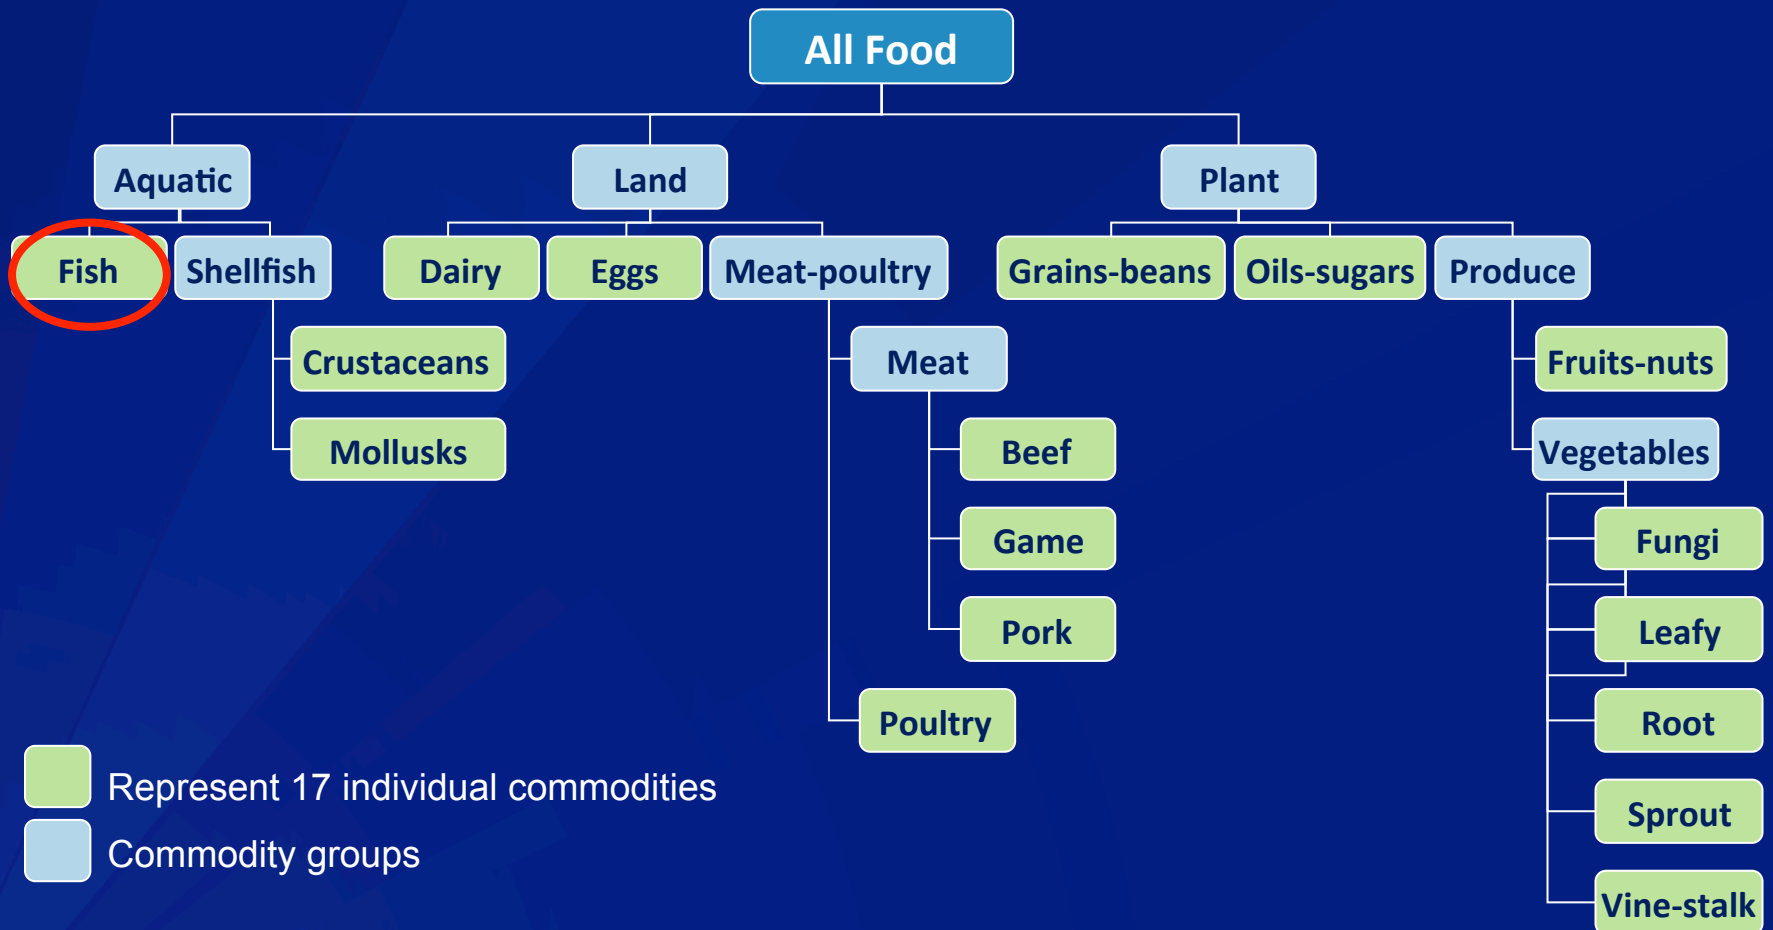 All Food
Aquatic
Land
Plant
Fish
Shellfish
Dairy
Eggs
Meat-poultry
Grains-beans
Oils-sugars
Produce
Crustaceans
Meat
Fruits-nuts
Mollusks
Beef
Vegetables
Game
Fungi
Pork
Leafy
Poultry
Root
Represent 17 individual commodities
Sprout
Commodity groups
Vine-stalk